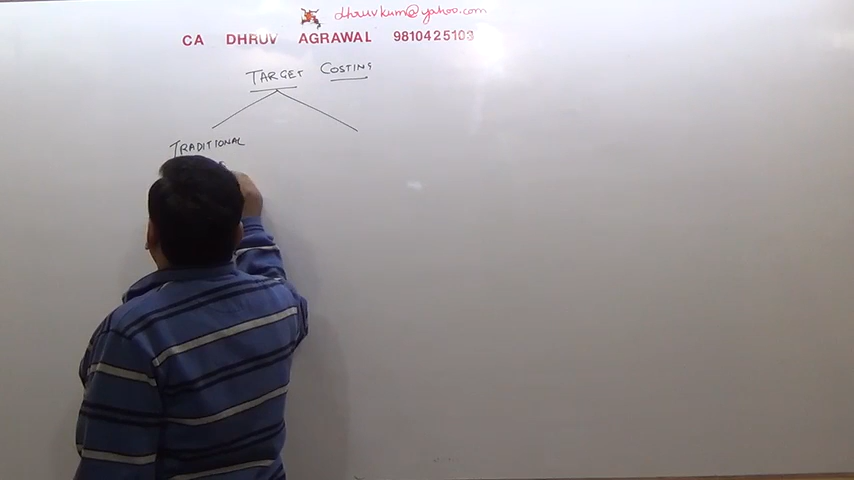 dhruvkum@yahoo.com
CA DHRUV AGRAWAL 9810425103
TARGET COSTING
TRADITIONAL